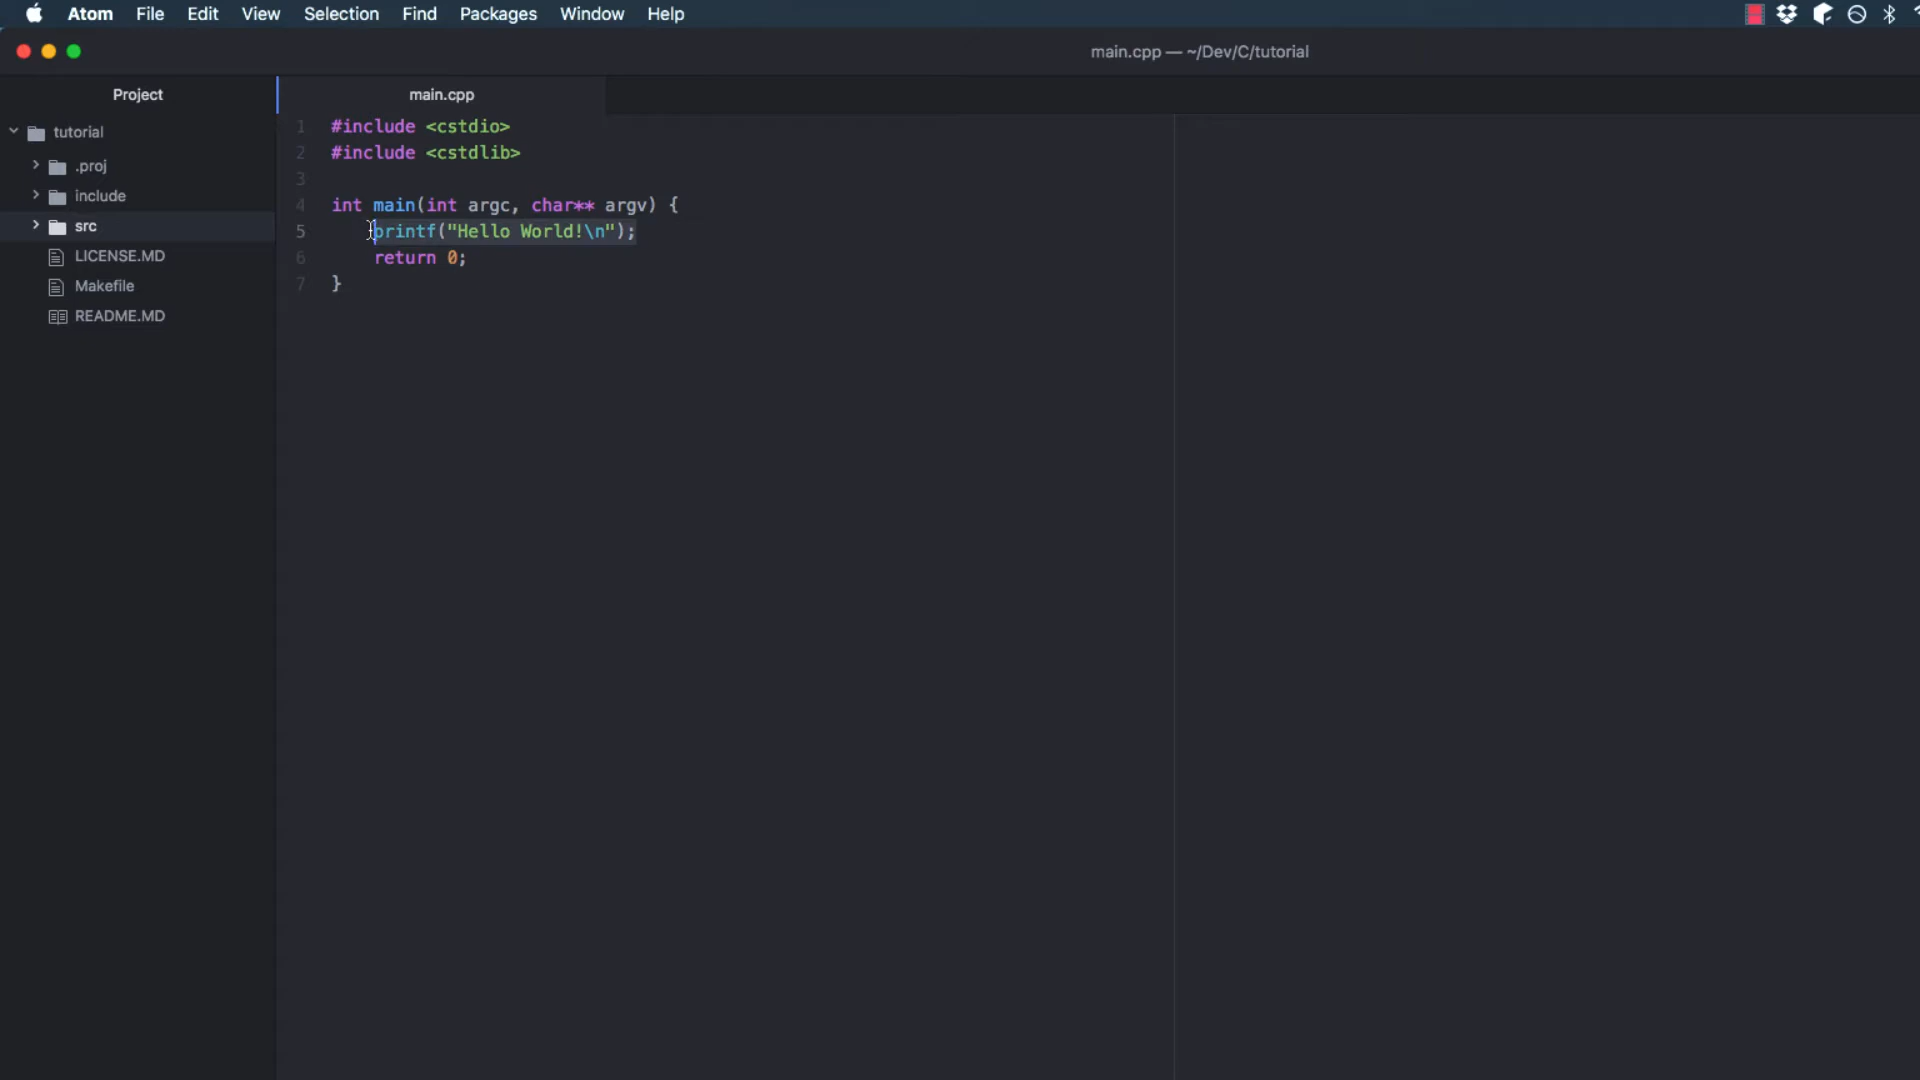 Atom File Edit View Selection Find Packages Window Help
main.cpp — ~/Dev/C/tutorial
Project
main.cpp
tutorial
.proj
include
src
LICENSE.MD
Makefile
README.MD
1 #include <cstdio>
2 #include <cstdlib>
3
4 int main(int argc, char** argv) {
5     printf("Hello World!\n");
6     return 0;
7 }